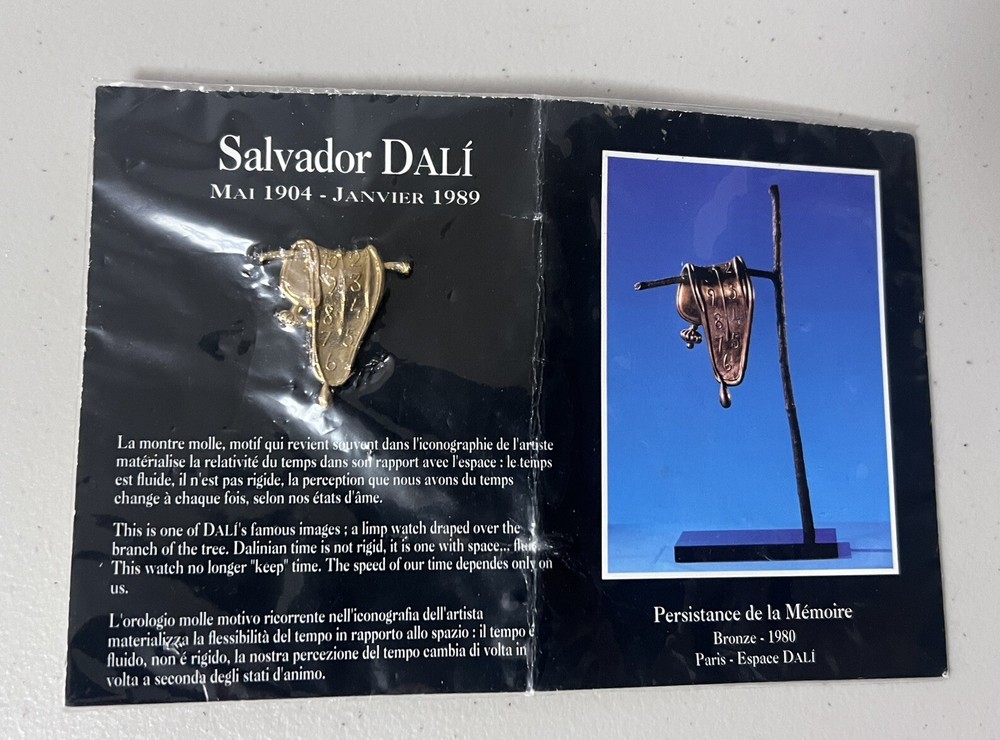 Salvador DALÍ
MAI 1904 - JANVIER 1989
La montre molle, motif qui revient souvent dans l'iconographie de l'artiste
matérialise la relativité du temps dans son rapport avec l'espace : le temps
est fluide, il n'est pas rigide, la perception que nous avons du temps
change à chaque fois, selon nos états d'âme.
This is one of DALÍ's famous images ; a limp watch draped over the
branch of the tree. Dalinian time is not rigid, it is one with space...
This watch no longer "keep" time. The speed of our time dependes only on
us.
L'orologio molle motivo ricorrente nell'iconografia dell'artista
materializza la flessibilità del tempo in rapporto allo spazio : il tempo é
fluido, non é rigido, la nostra percezione del tempo cambia di volta in
volta a seconda degli stati d'animo.
Persistance de la Mémoire
Bronze - 1980
Paris - Espace DALÍ